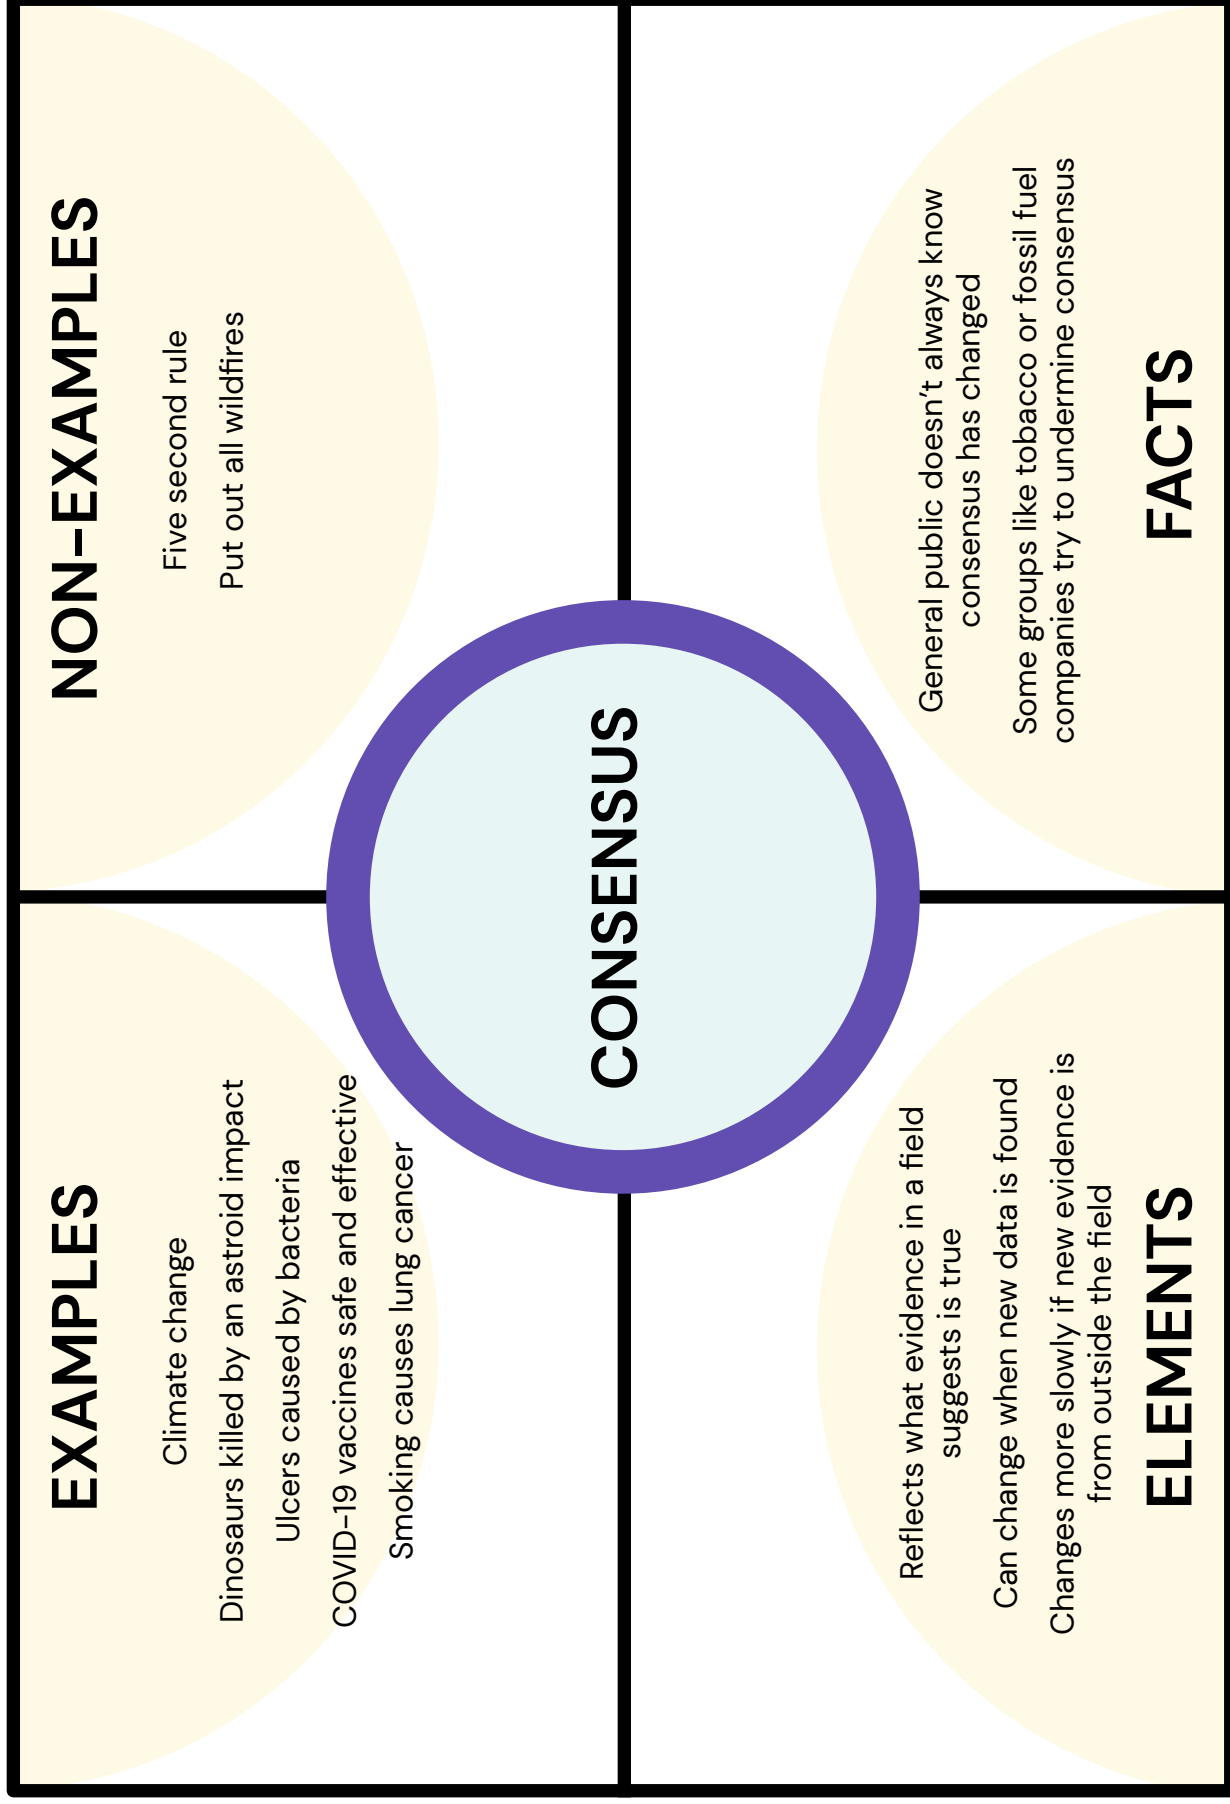 EXAMPLES
Climate change
Dinosaurs killed by an astroid impact
Ulcers caused by bacteria
COVID-19 vaccines safe and effective
Smoking causes lung cancer
NON-EXAMPLES
Five second rule
Put out all wildfires
CONSENSUS
Reflects what evidence in a field
suggests is true
Can change when new data is found
Changes more slowly if new evidence is
from outside the field
ELEMENTS
General public doesn't always know
consensus has changed
Some groups like tobacco or fossil fuel
companies try to undermine consensus
FACTS